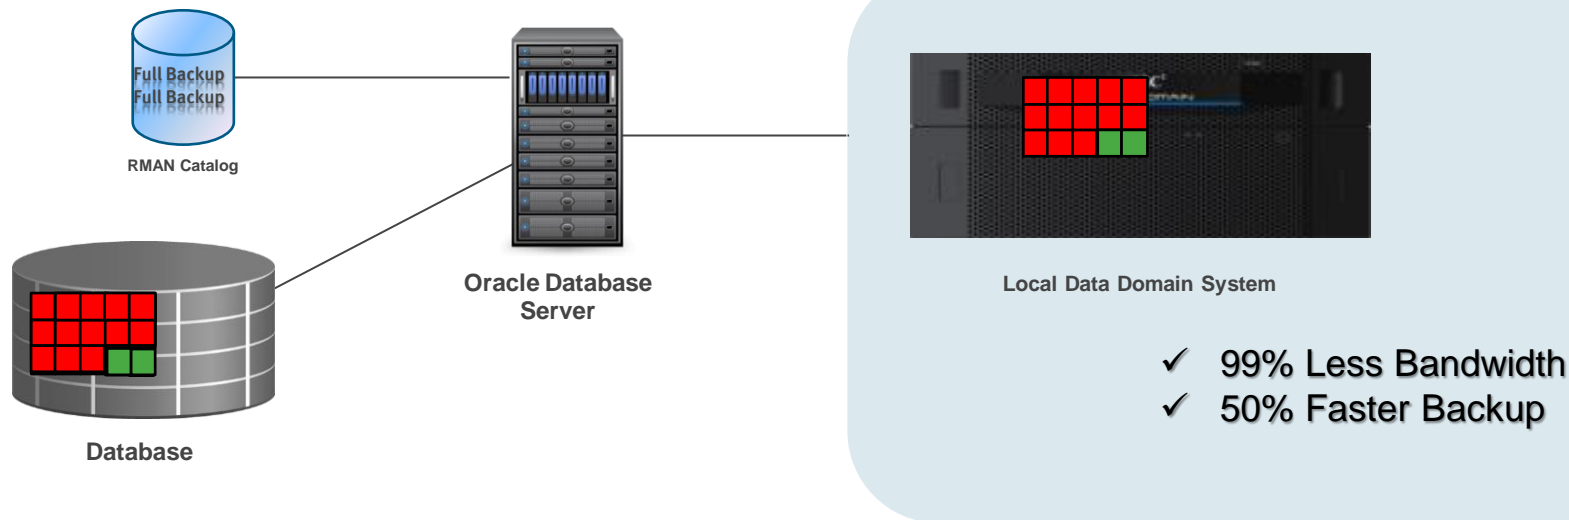 Full Backup
Full Backup
RMAN Catalog
Oracle Database
Server
Local Data Domain System
99% Less Bandwidth
50% Faster Backup
Database